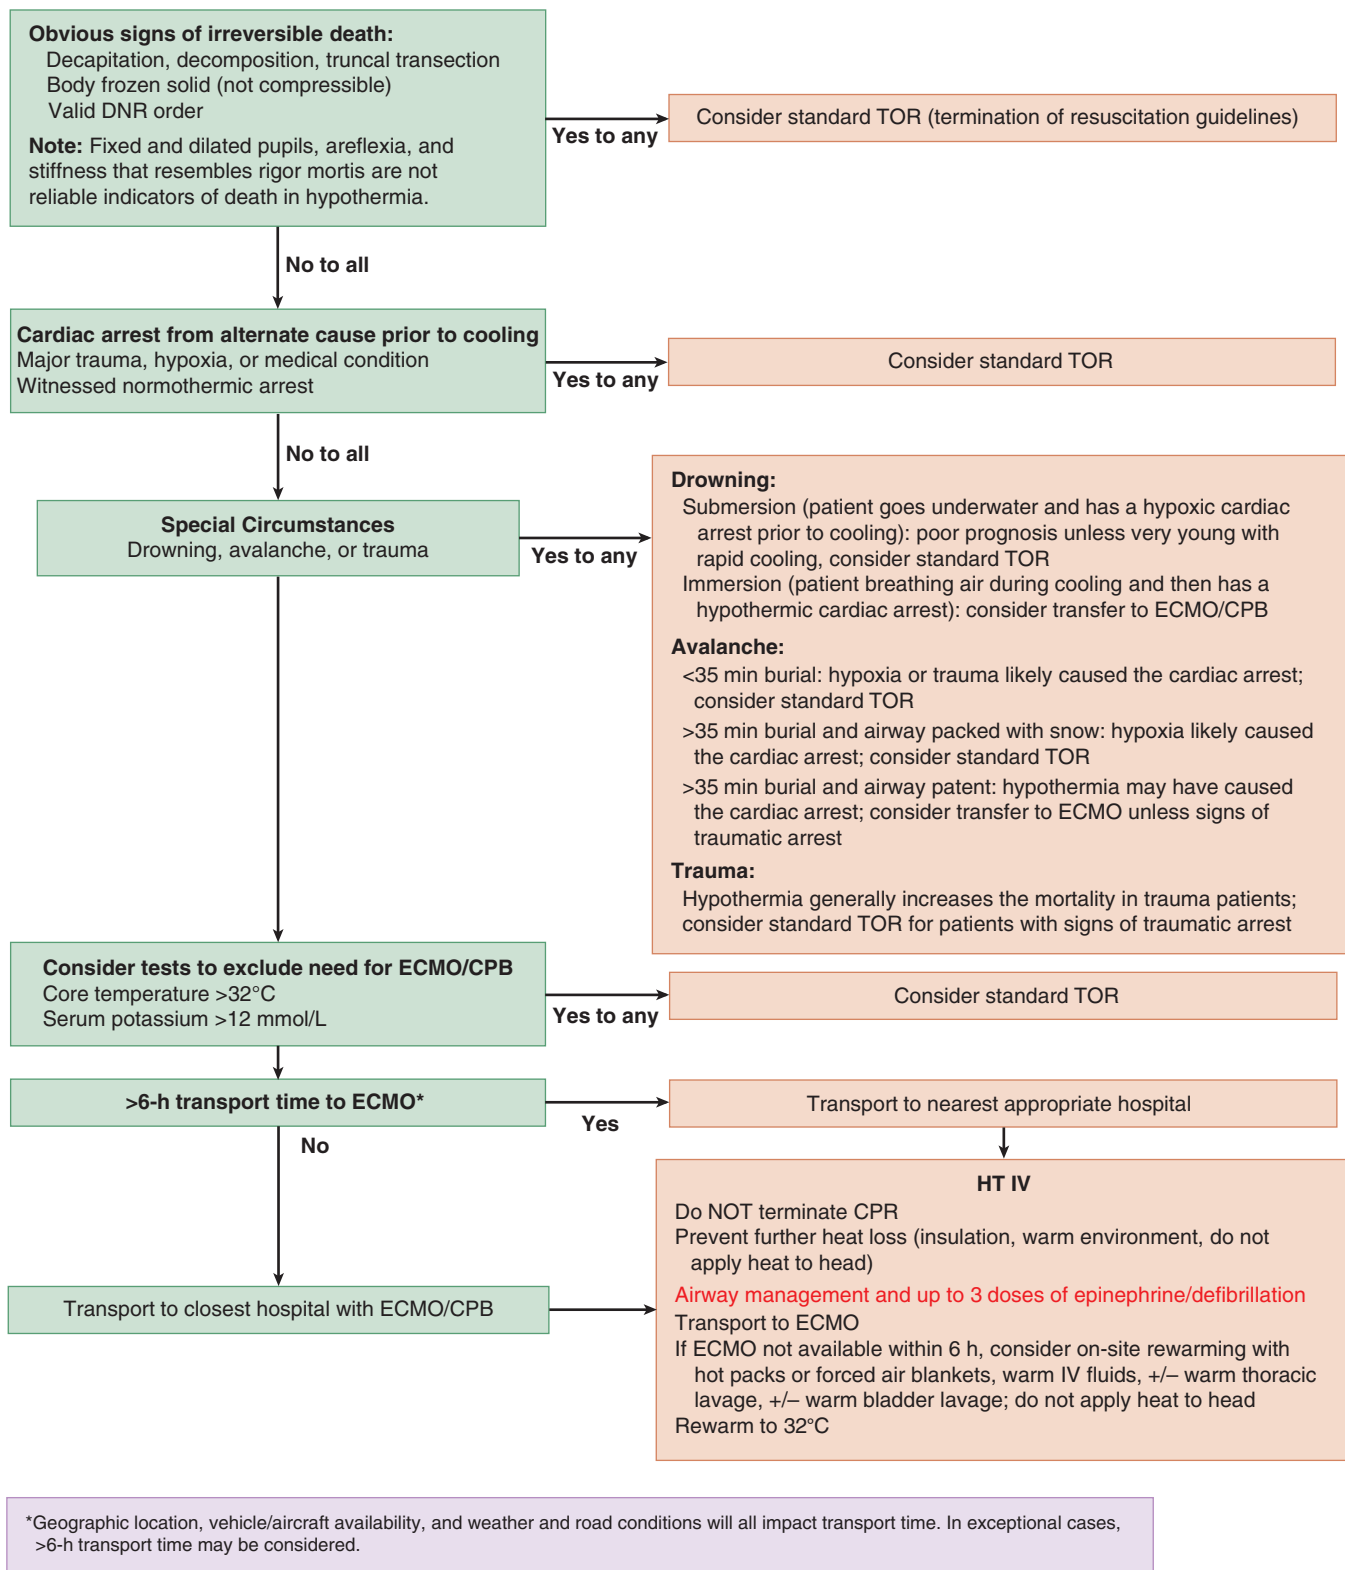 Obvious signs of irreversible death:
Decapitation, decomposition, truncal transection
Body frozen solid (not compressible)
Valid DNR order
Note: Fixed and dilated pupils, areflexia, and
stiffness that resembles rigor mortis are not
reliable indicators of death in hypothermia.
Yes to any
Consider standard TOR (termination of resuscitation guidelines)
No to all
Cardiac arrest from alternate cause prior to cooling
Major trauma, hypoxia, or medical condition
Witnessed normothermic arrest
Yes to any
Consider standard TOR
No to all
Special Circumstances
Drowning, avalanche, or trauma
Yes to any
Drowning:
Submersion (patient goes underwater and has a hypoxic cardiac
arrest prior to cooling): poor prognosis unless very young with
rapid cooling, consider standard TOR
Immersion (patient breathing air during cooling and then has a
hypothermic cardiac arrest): consider transfer to ECMO/CPB
Avalanche:
<35 min burial: hypoxia or trauma likely caused the cardiac arrest;
consider standard TOR
>35 min burial and airway packed with snow: hypoxia likely caused
the cardiac arrest; consider standard TOR
>35 min burial and airway patent: hypothermia may have caused
the cardiac arrest; consider transfer to ECMO unless signs of
traumatic arrest
Trauma:
Hypothermia generally increases the mortality in trauma patients;
consider standard TOR for patients with signs of traumatic arrest
Consider tests to exclude need for ECMO/CPB
Core temperature >32°C
Serum potassium >12 mmol/L
Yes to any
Consider standard TOR
>6-h transport time to ECMO*
Yes
Transport to nearest appropriate hospital
No
Transport to closest hospital with ECMO/CPB
HT IV
Do NOT terminate CPR
Prevent further heat loss (insulation, warm environment, do not
apply heat to head)
Airway management and up to 3 doses of epinephrine/defibrillation
Transport to ECMO
If ECMO not available within 6 h, consider on-site rewarming with
hot packs or forced air blankets, warm IV fluids, +/– warm thoracic
lavage, +/– warm bladder lavage; do not apply heat to head
Rewarm to 32°C
*Geographic location, vehicle/aircraft availability, and weather and road conditions will all impact transport time. In exceptional cases,
>6-h transport time may be considered.